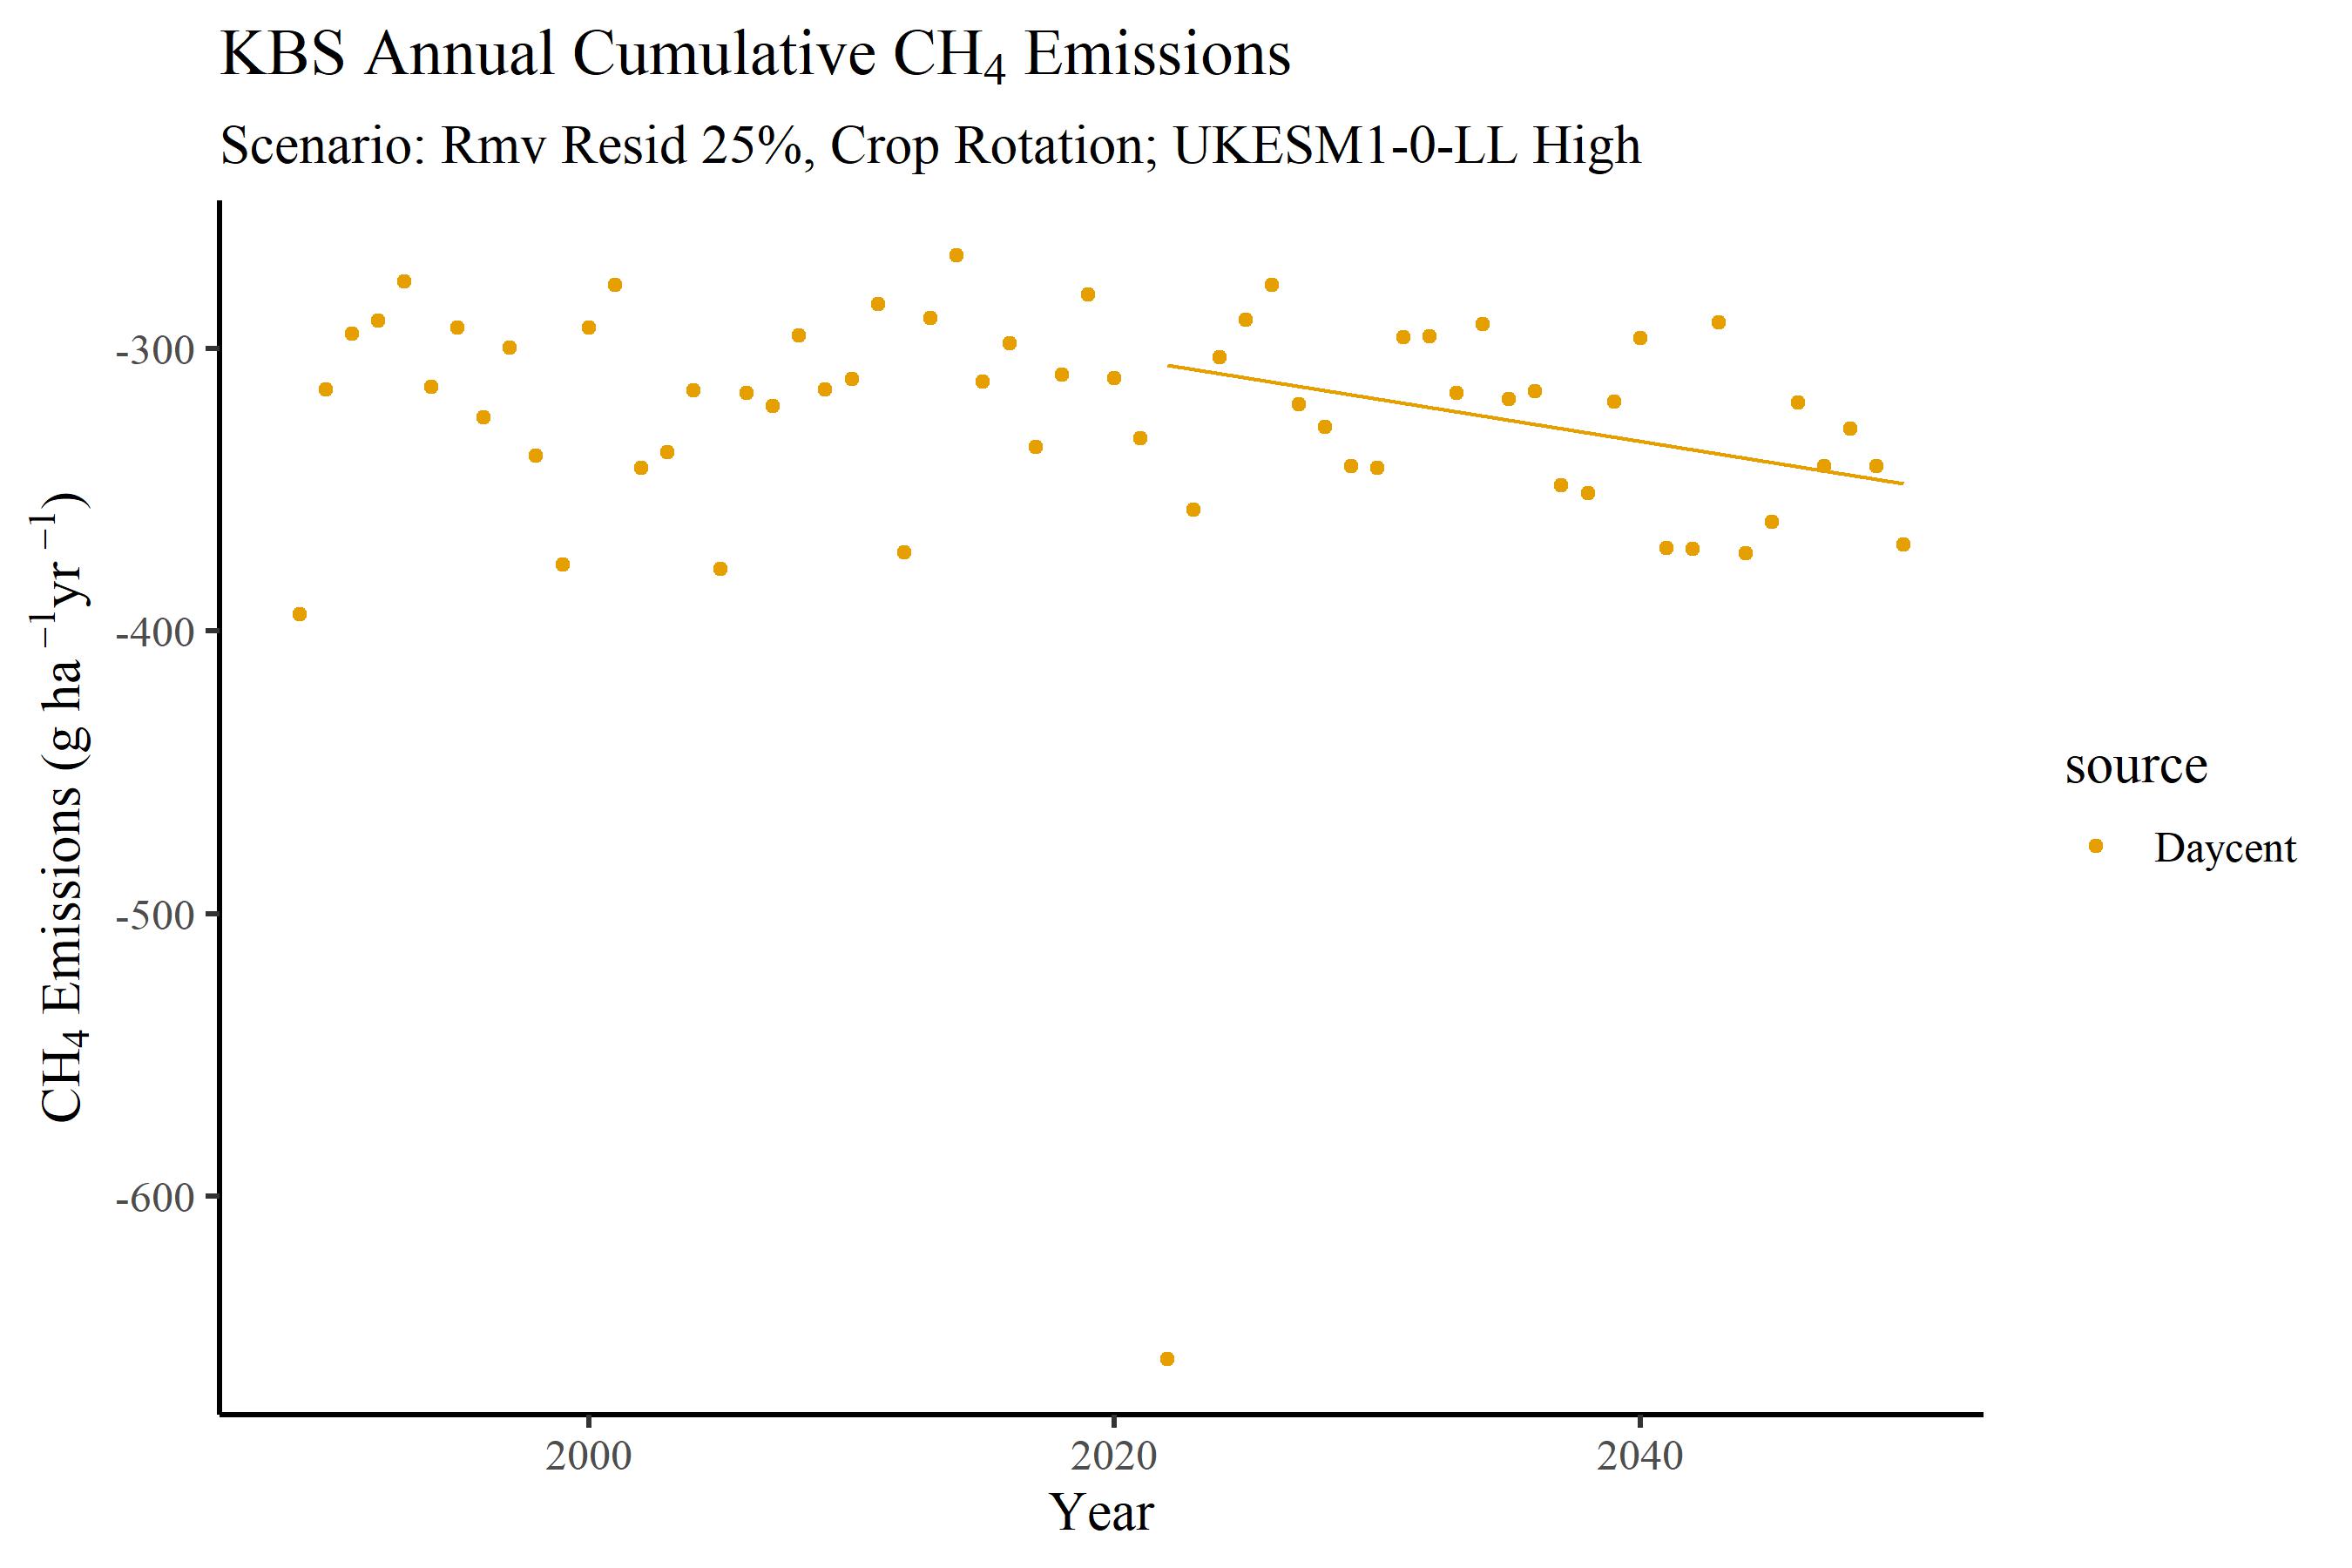 KBS Annual Cumulative CH₄ Emissions
Scenario: Rmv Resid 25%, Crop Rotation; UKESM1-0-LL High
CH₄ Emissions (g ha ⁻¹yr ⁻¹)
-300
-400
-500
-600
2000
2020
2040
Year
source
Daycent